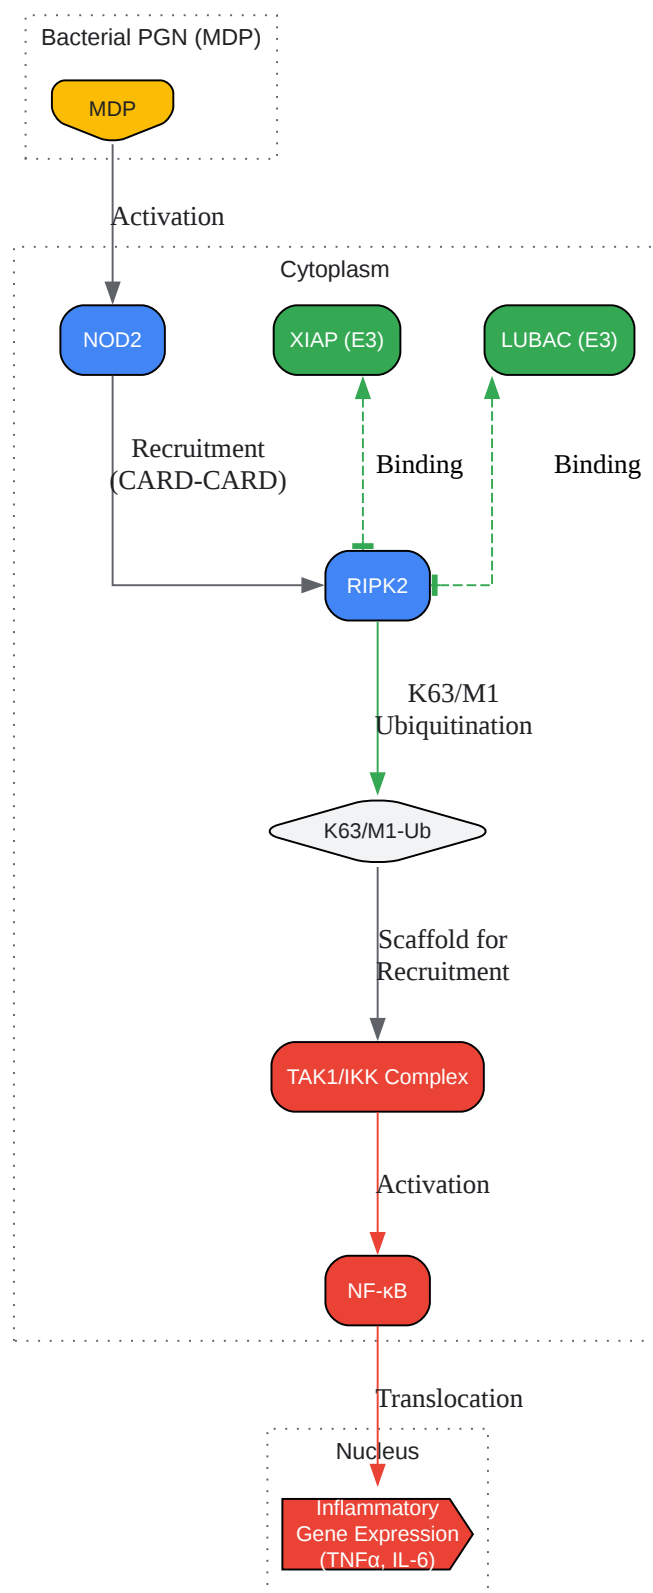 Bacterial PGN (MDP)
MDP
Activation
Cytoplasm
NOD2
XIAP (E3)
LUBAC (E3)
Recruitment
(CARD-CARD)
Binding
Binding
RIPK2
K63/M1
Ubiquitination
K63/M1-Ub
Scaffold for
Recruitment
TAK1/IKK Complex
Activation
NF-κB
Translocation
Nucleus
Inflammatory
Gene Expression
(TNFα, IL-6)